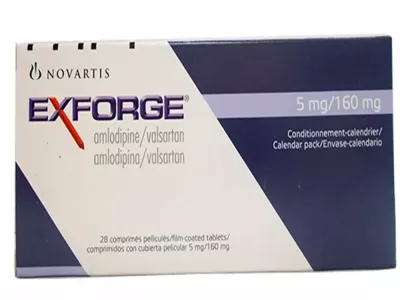 NOVARTIS
EXFORGE®
amlodipine/valsartan
amlodipino/valsartan
5 mg/160 mg
Conditionnement-calendrier/
Calendar pack/Envase-calendario
28 comprimés pelliculés/film-coated tablets/
comprimidos con cubierta pelicular 5 mg/160 mg